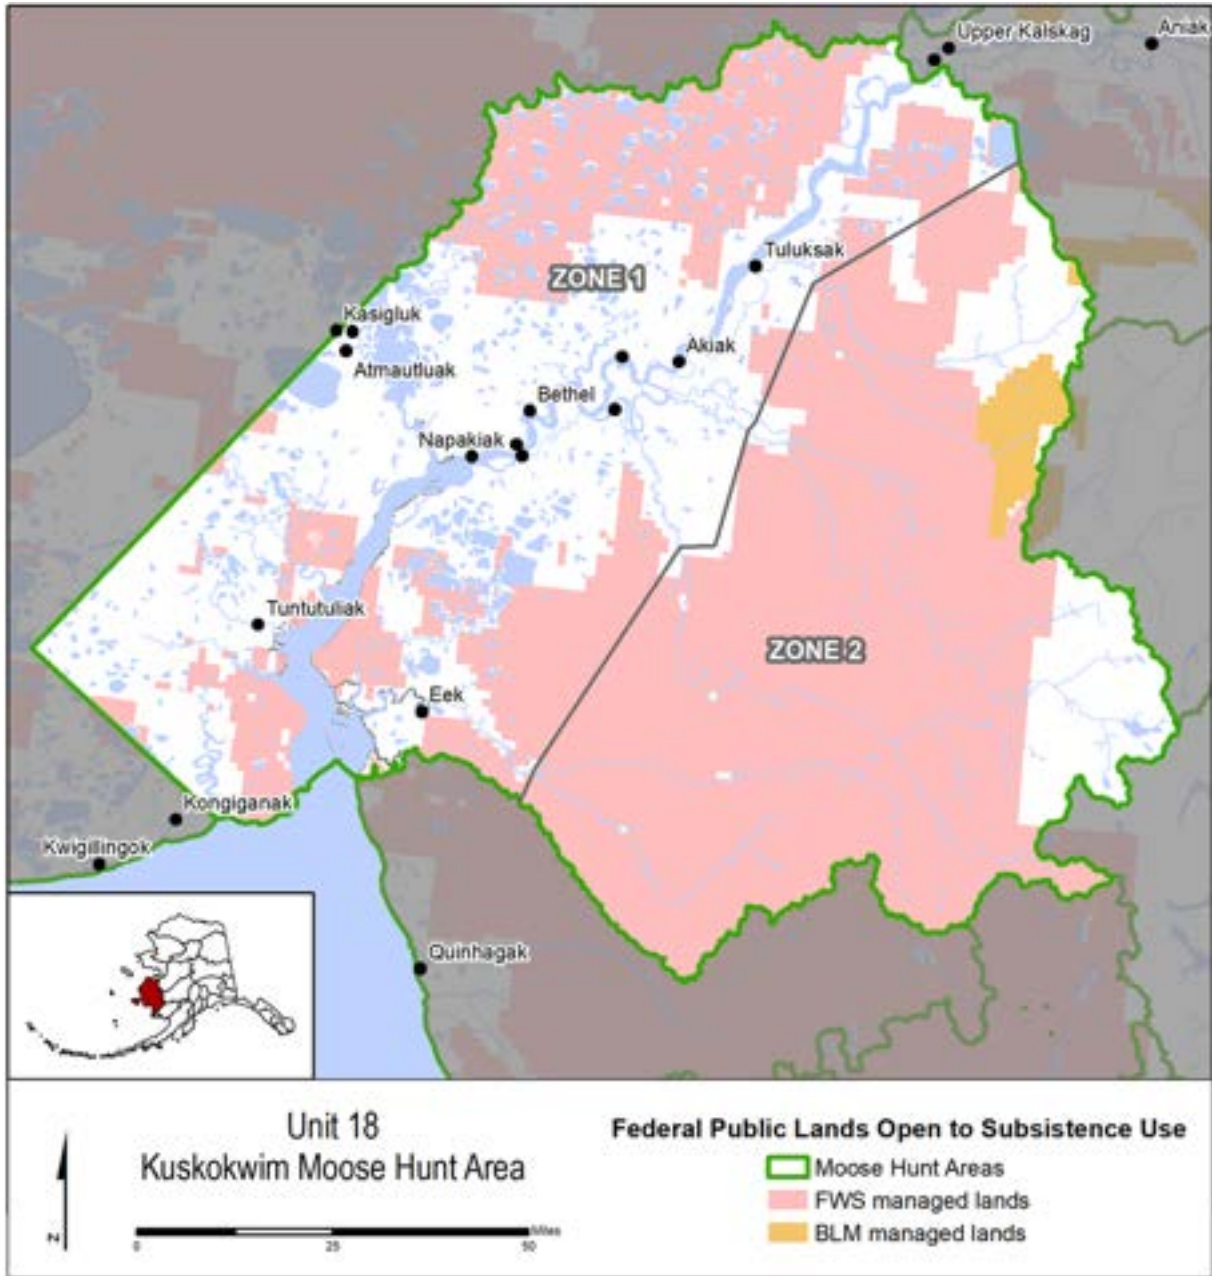 Upper Kalskag
Aniak
Tuluksak
ZONE 1
Kasigluk
Akiak
Atmautluak
Bethel
Napakiak
Tuntutuliak
ZONE 2
Eek
Kongiganak
Kwigillingok
Quinhagak
Unit 18
Kuskokwim Moose Hunt Area
N
Miles
0 25 50
Federal Public Lands Open to Subsistence Use
Moose Hunt Areas
FWS managed lands
BLM managed lands